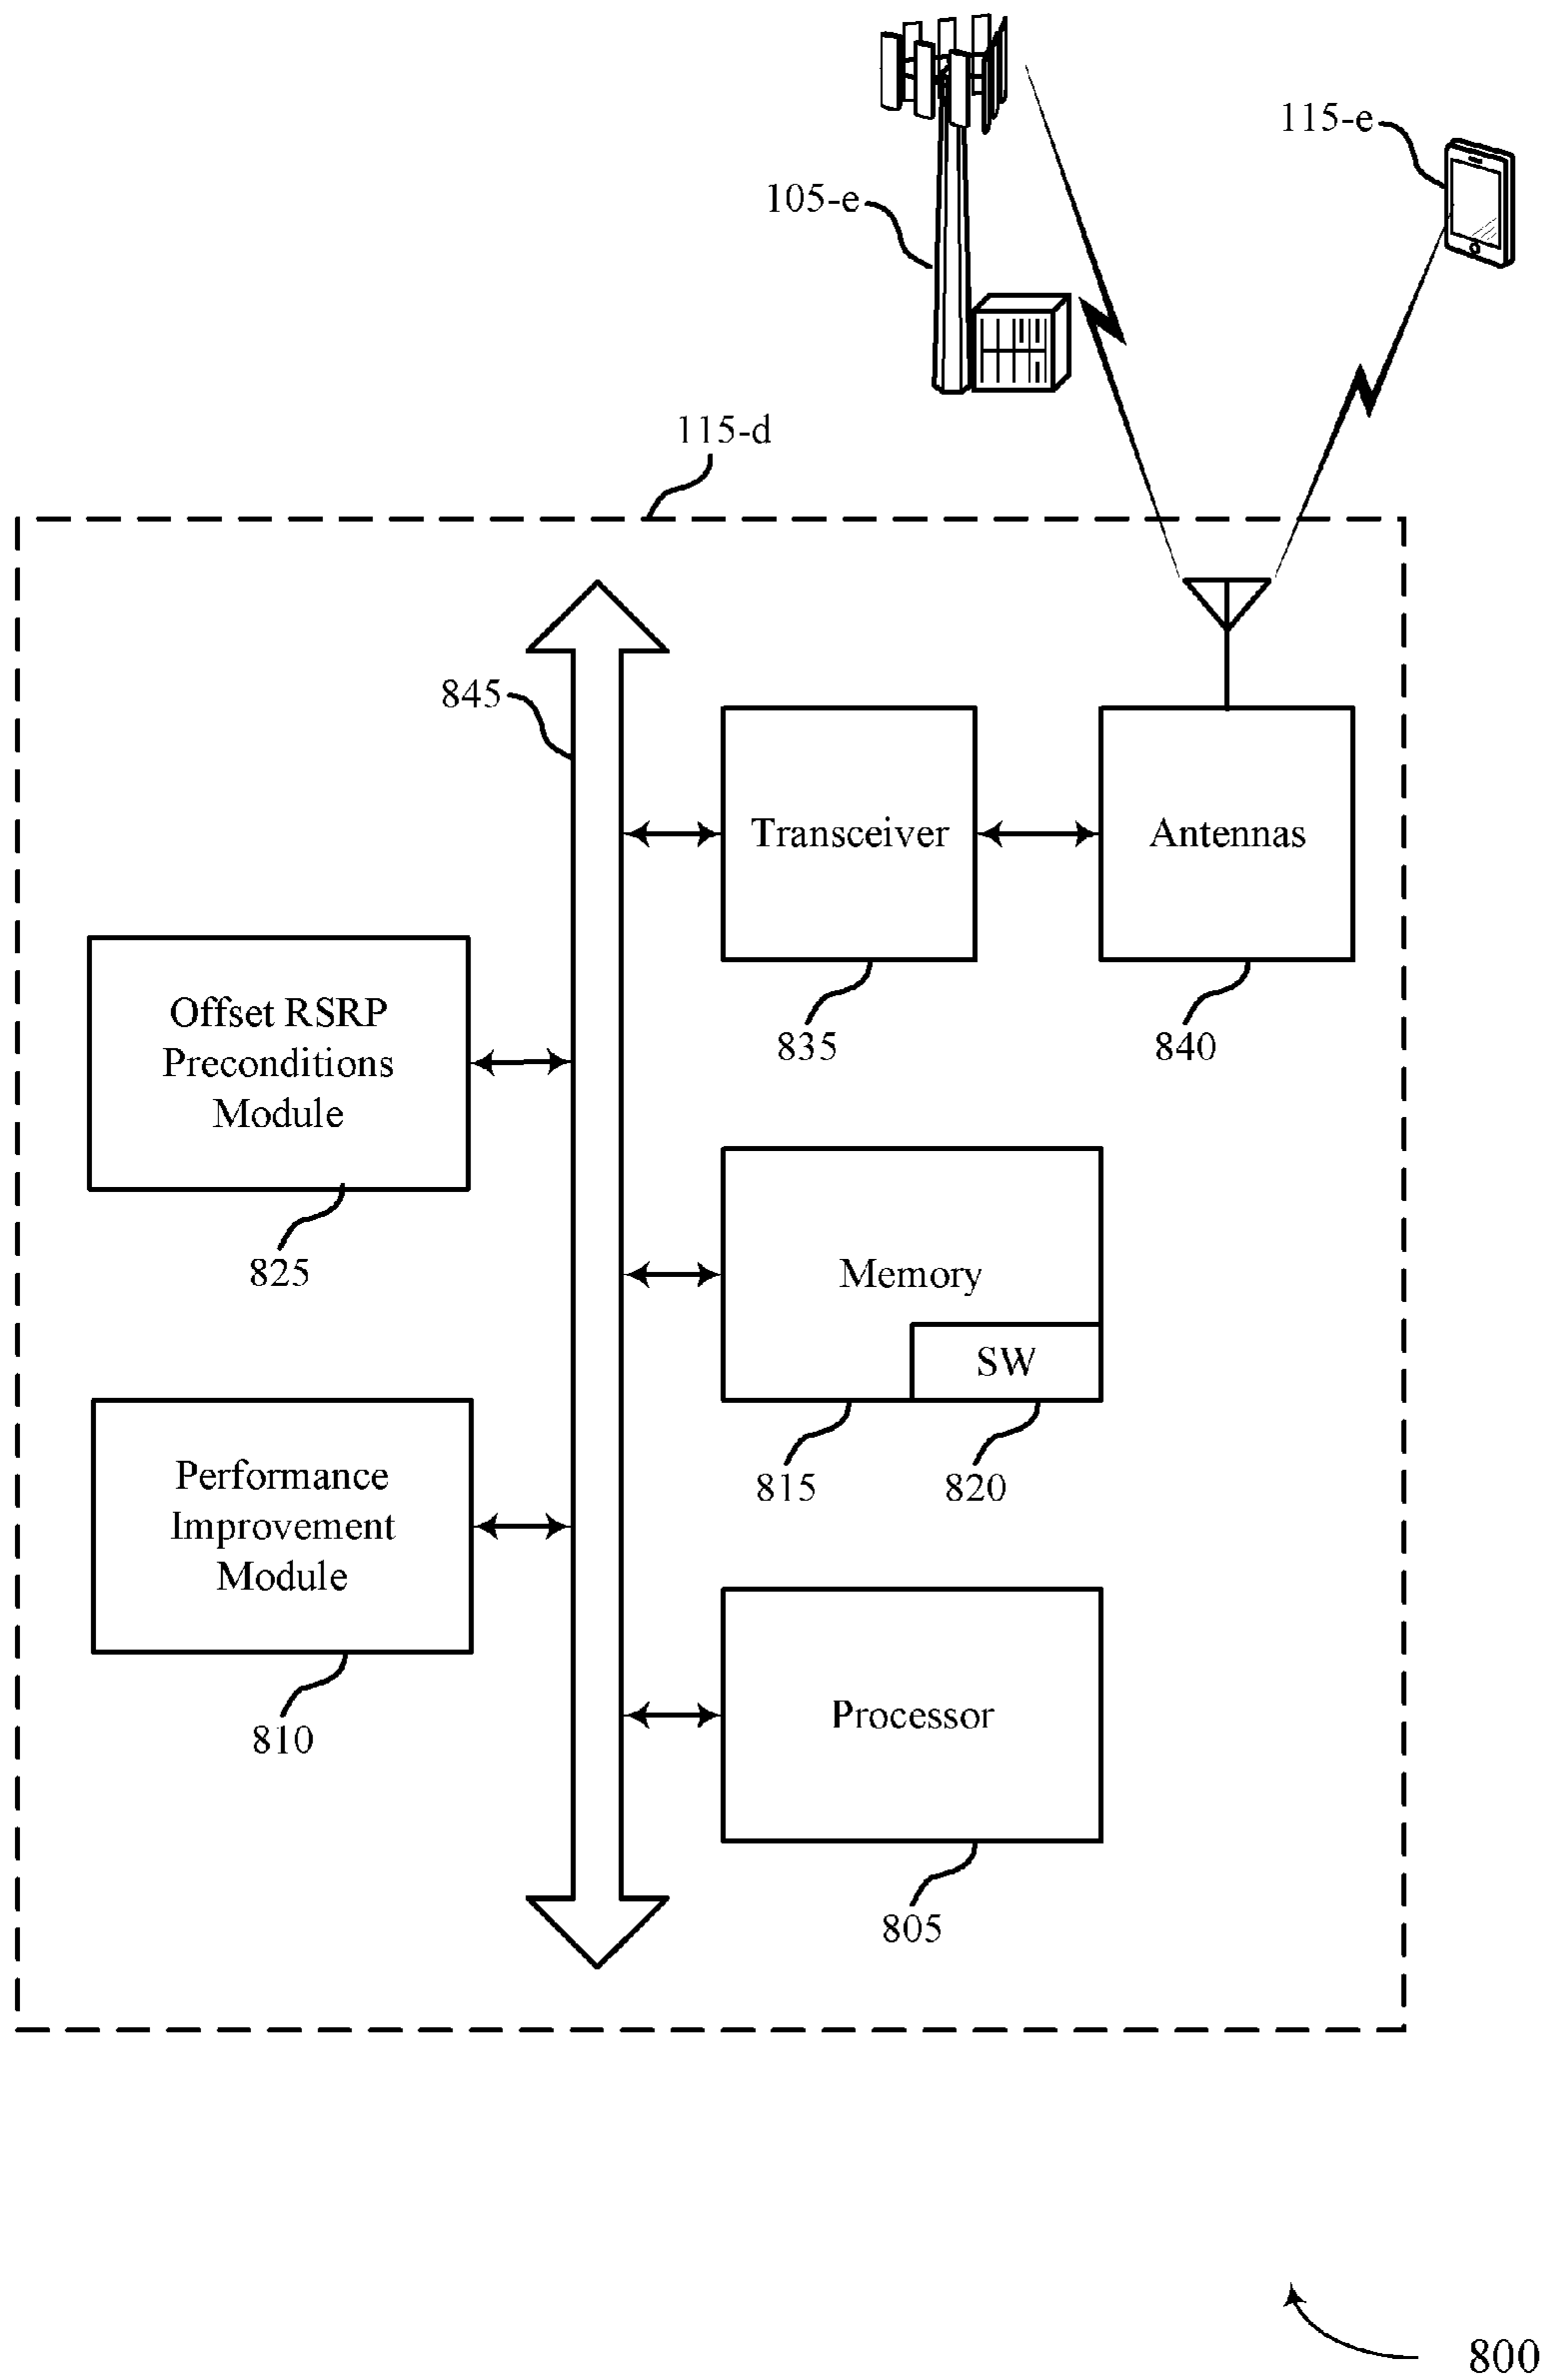 115-e
105-e
115-d
845
Transceiver
Antennas
835
840
Offset RSRP
Preconditions
Module
825
Memory
SW
815
820
Performance
Improvement
Module
810
Processor
805
800